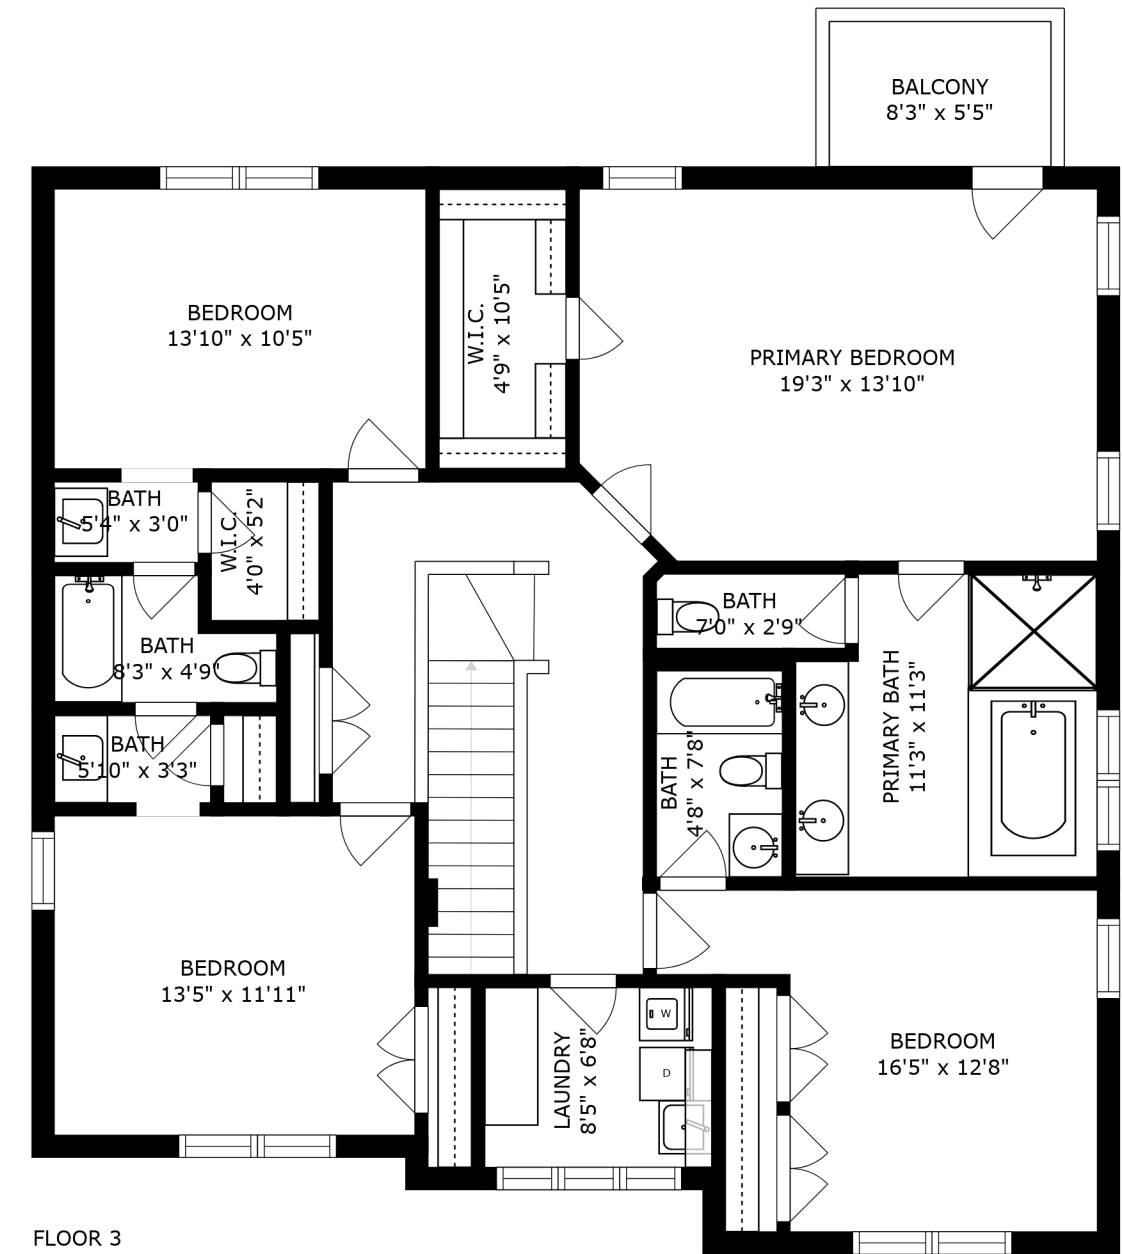 BALCONY
8'3" x 5'5"
BEDROOM
13'10" x 10'5"
W.I.C.
4'9" x 10'5"
PRIMARY BEDROOM
19'3" x 13'10"
BATH
5'4" x 3'0"
W.I.C.
4'0" x 5'2"
BATH
8'3" x 4'9"
BATH
7'0" x 2'9"
PRIMARY BATH
11'3" x 11'3"
BATH
5'10" x 3'3"
BATH
4'8" x 7'8"
BEDROOM
13'5" x 11'11"
LAUNDRY
8'5" x 6'8"
W
D
BEDROOM
16'5" x 12'8"
FLOOR 3